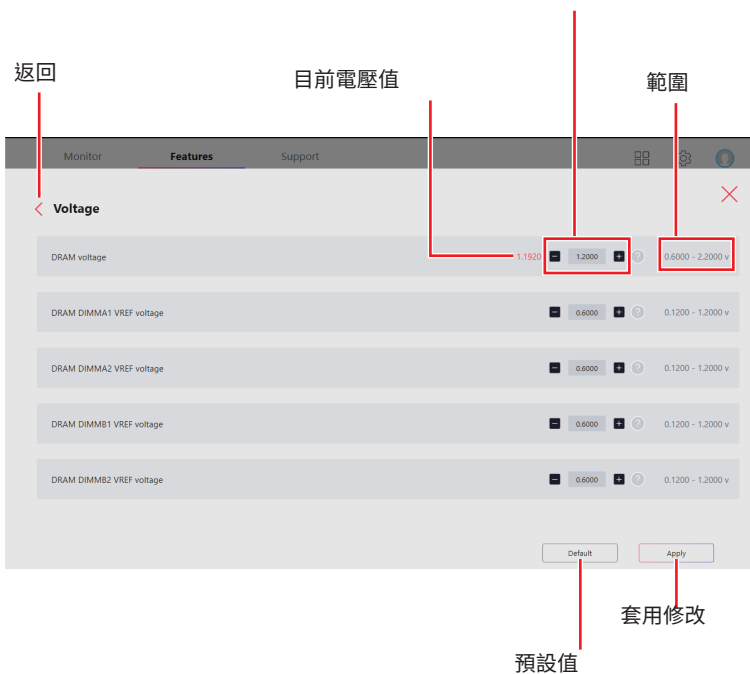 返回
目前電壓值
範圍
Monitor Features Support
Voltage
DRAM voltage 1.1920 − 1.2000 + ? 0.6000 - 2.2000 v
DRAM DIMMA1 VREF voltage − 0.6000 + ? 0.1200 - 1.2000 v
DRAM DIMMA2 VREF voltage − 0.6000 + ? 0.1200 - 1.2000 v
DRAM DIMMB1 VREF voltage − 0.6000 + ? 0.1200 - 1.2000 v
DRAM DIMMB2 VREF voltage − 0.6000 + ? 0.1200 - 1.2000 v
Default Apply
套用修改
預設值